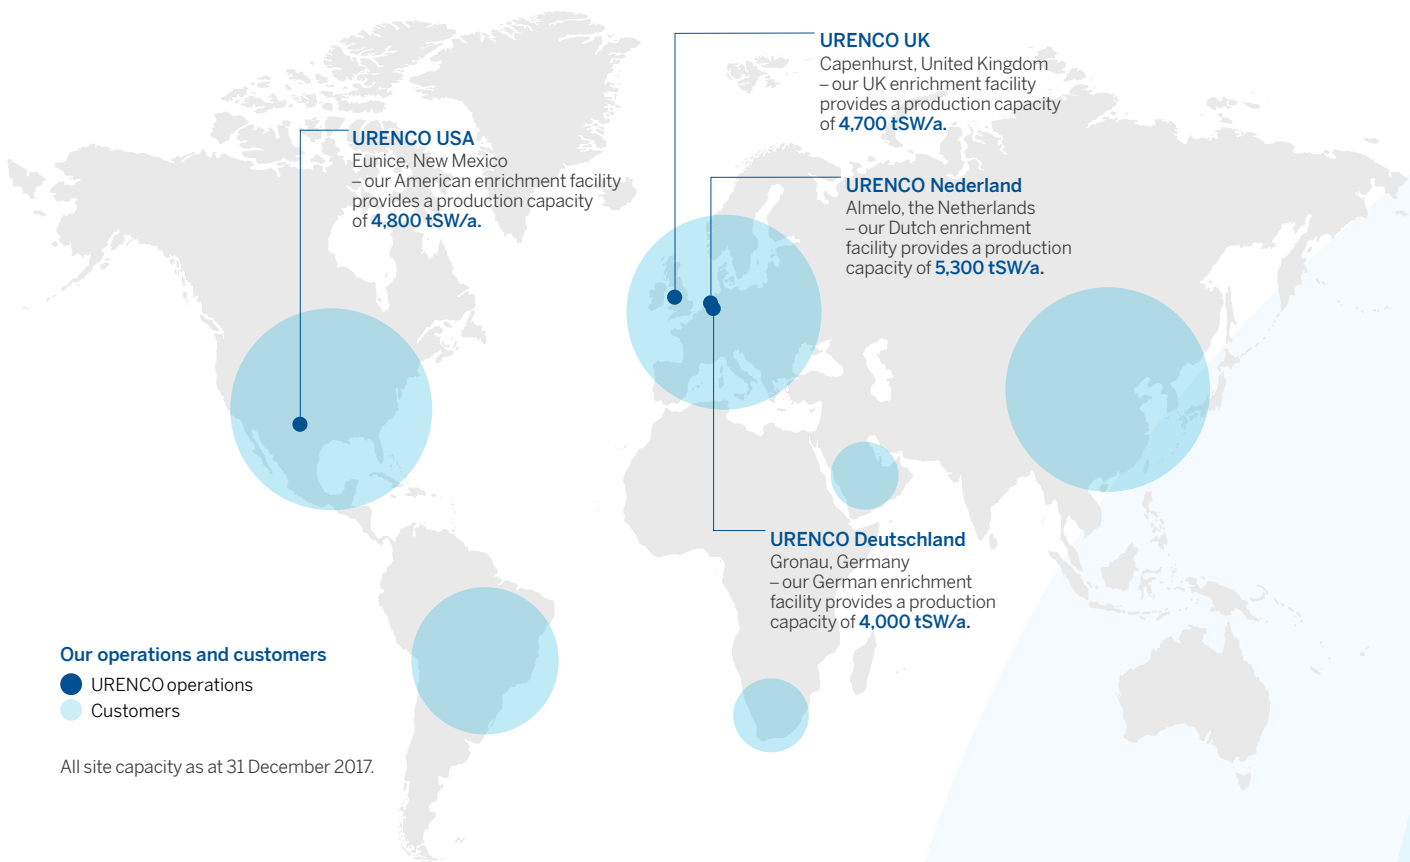 URENCO UK
Capenhurst, United Kingdom
– our UK enrichment facility
provides a production capacity
of 4,700 tSW/a.
URENCO USA
Eunice, New Mexico
– our American enrichment facility
provides a production capacity
of 4,800 tSW/a.
URENCO Nederland
Almelo, the Netherlands
– our Dutch enrichment
facility provides a production
capacity of 5,300 tSW/a.
URENCO Deutschland
Gronau, Germany
– our German enrichment
facility provides a production
capacity of 4,000 tSW/a.
Our operations and customers
URENCO operations
Customers
All site capacity as at 31 December 2017.